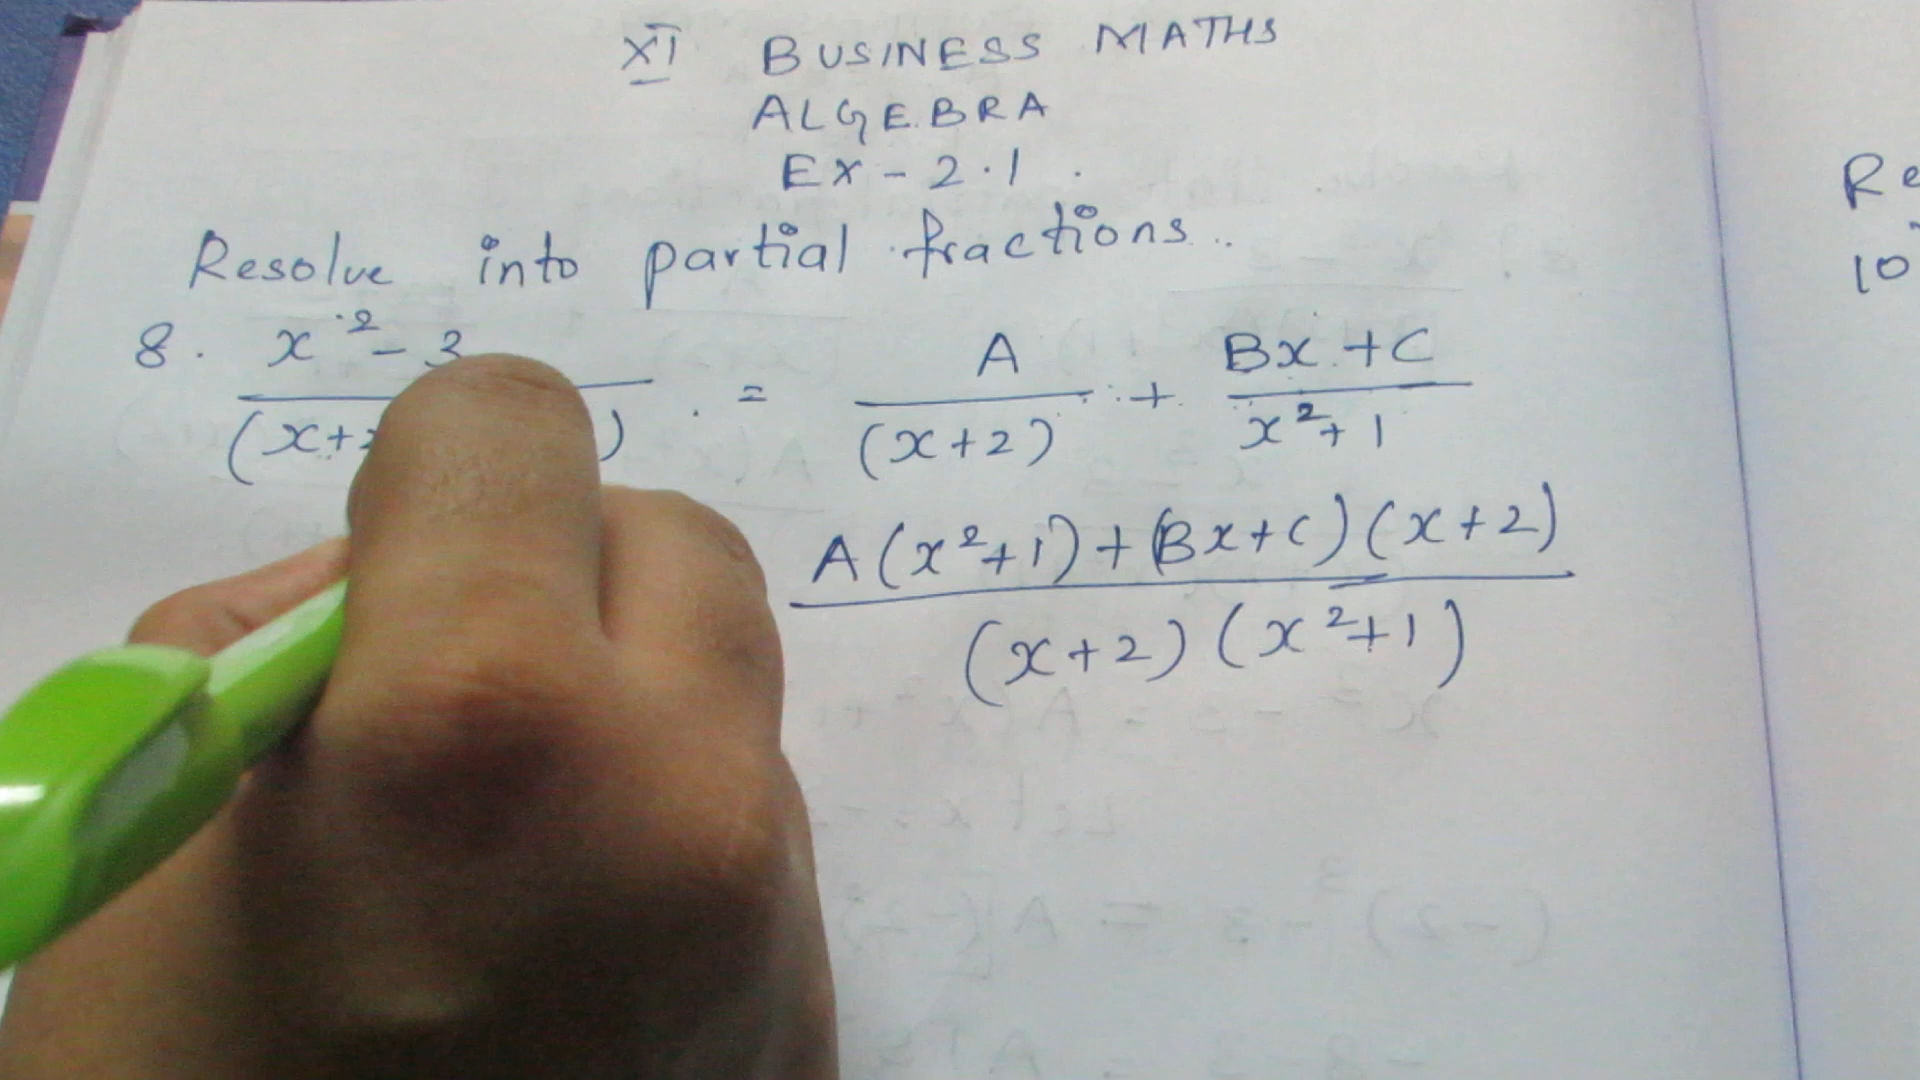 XI BUSINESS MATHS
ALGEBRA
EX - 2.1
Resolve into partial fractions..
8. x² - 3 / (x+ ) = A / (x+2) + Bx + C / x²+1
A(x²+1) + (Bx+C)(x+2) / (x+2)(x²+1)
Re
10